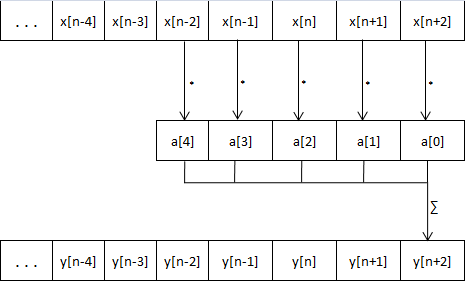 ... x[n-4] x[n-3] x[n-2] x[n-1] x[n] x[n+1] x[n+2]
* * * * *
a[4] a[3] a[2] a[1] a[0]
∑
... y[n-4] y[n-3] y[n-2] y[n-1] y[n] y[n+1] y[n+2]